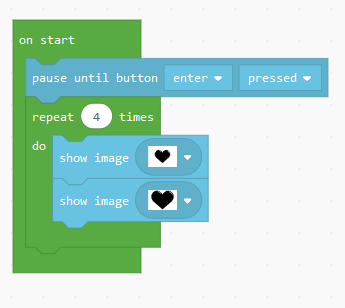 on start
pause until button enter pressed
repeat 4 times
do
show image
show image